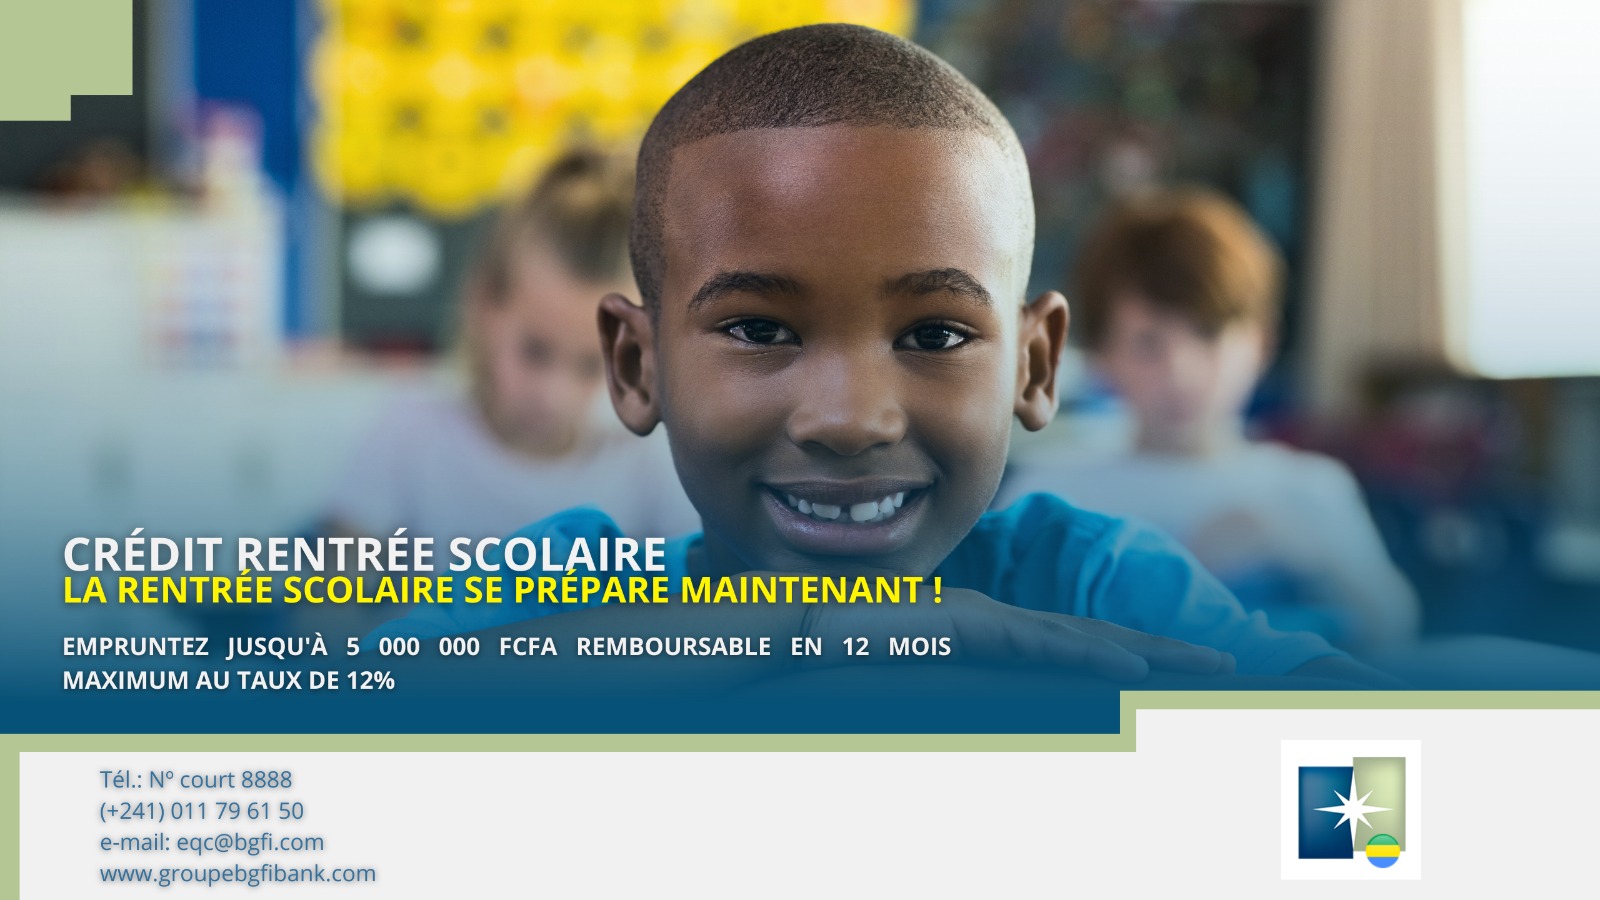 CRÉDIT RENTRÉE SCOLAIRE
LA RENTRÉE SCOLAIRE SE PRÉPARE MAINTENANT !
EMPRUNTEZ JUSQU'À 5 000 000 FCFA REMBOURSABLE EN 12 MOIS
MAXIMUM AU TAUX DE 12%
Tél.: Nº court 8888
(+241) 011 79 61 50
e-mail: eqc@bgfi.com
www.groupebgfibank.com